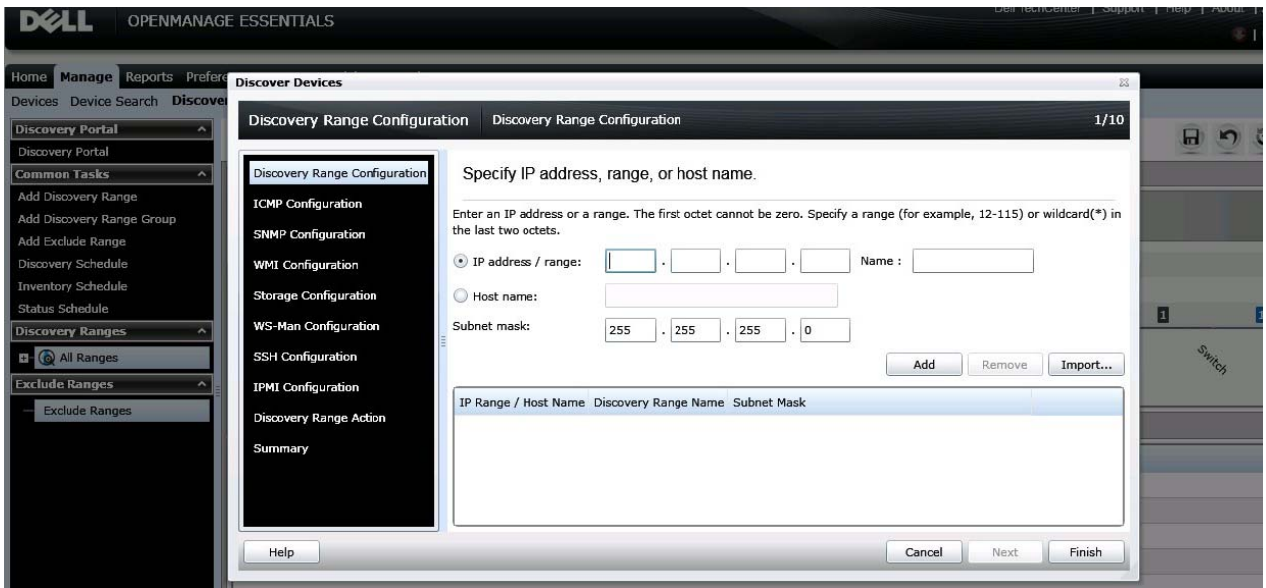 Dell TechCenter | Support | Help | About
DELL OPENMANAGE ESSENTIALS
Home Manage Reports Prefere
Devices Device Search Discover
Discovery Portal
Discovery Portal
Common Tasks
Add Discovery Range
Add Discovery Range Group
Add Exclude Range
Discovery Schedule
Inventory Schedule
Status Schedule
Discovery Ranges
All Ranges
Exclude Ranges
Exclude Ranges
Discover Devices
Discovery Range Configuration Discovery Range Configuration 1/10
Discovery Range Configuration
ICMP Configuration
SNMP Configuration
WMI Configuration
Storage Configuration
WS-Man Configuration
SSH Configuration
IPMI Configuration
Discovery Range Action
Summary
Specify IP address, range, or host name.
Enter an IP address or a range. The first octet cannot be zero. Specify a range (for example, 12-115) or wildcard(*) in
the last two octets.
IP address / range: . . . Name :
Host name:
Subnet mask: 255 . 255 . 255 . 0
Add Remove Import...
IP Range / Host Name Discovery Range Name Subnet Mask
Help Cancel Next Finish
1 1
Switch